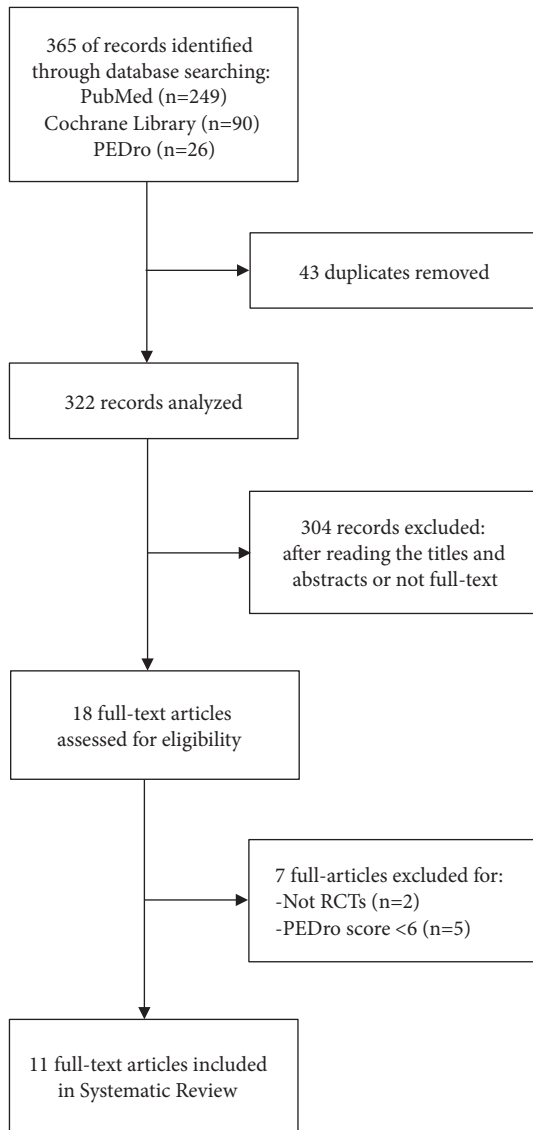 365 of records identified
through database searching:
PubMed (n=249)
Cochrane Library (n=90)
PEDro (n=26)
43 duplicates removed
322 records analyzed
304 records excluded:
after reading the titles and
abstracts or not full-text
18 full-text articles
assessed for eligibility
7 full-articles excluded for:
-Not RCTs (n=2)
-PEDro score <6 (n=5)
11 full-text articles included
in Systematic Review